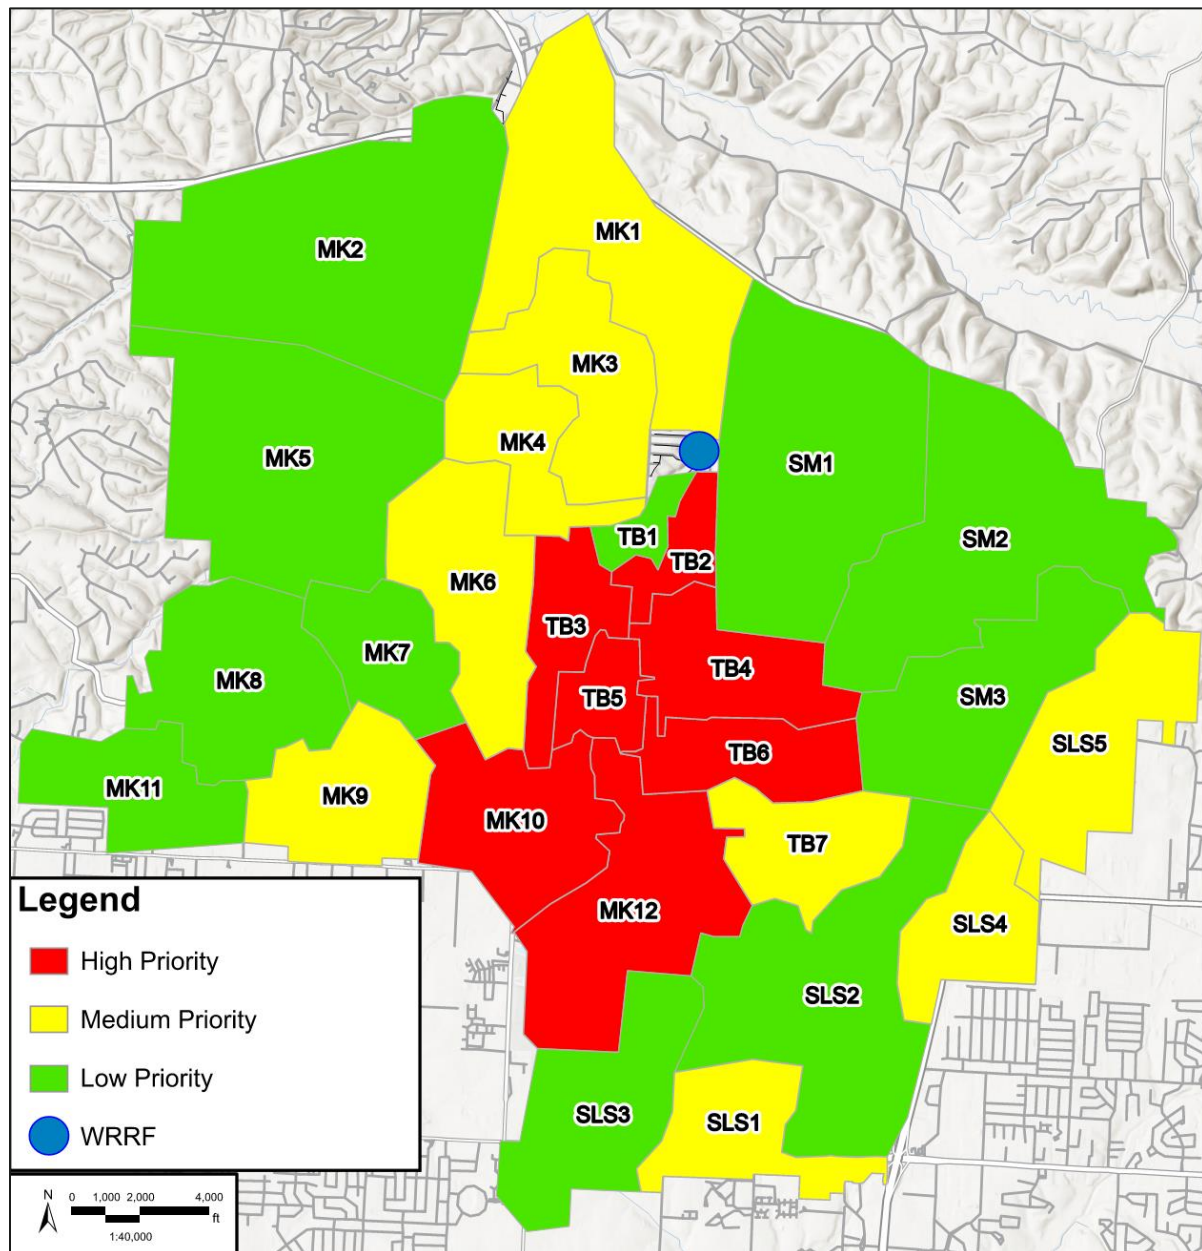 MK1
MK2
MK3
MK4
MK5
SM1
SM2
TB1
TB2
MK6
TB3
MK7
TB4
MK8
TB5
SM3
SLS5
TB6
MK11
MK9
MK10
TB7
MK12
SLS4
SLS2
SLS3
SLS1
Legend
High Priority
Medium Priority
Low Priority
WRRF
N
0 1,000 2,000 4,000
ft
1:40,000